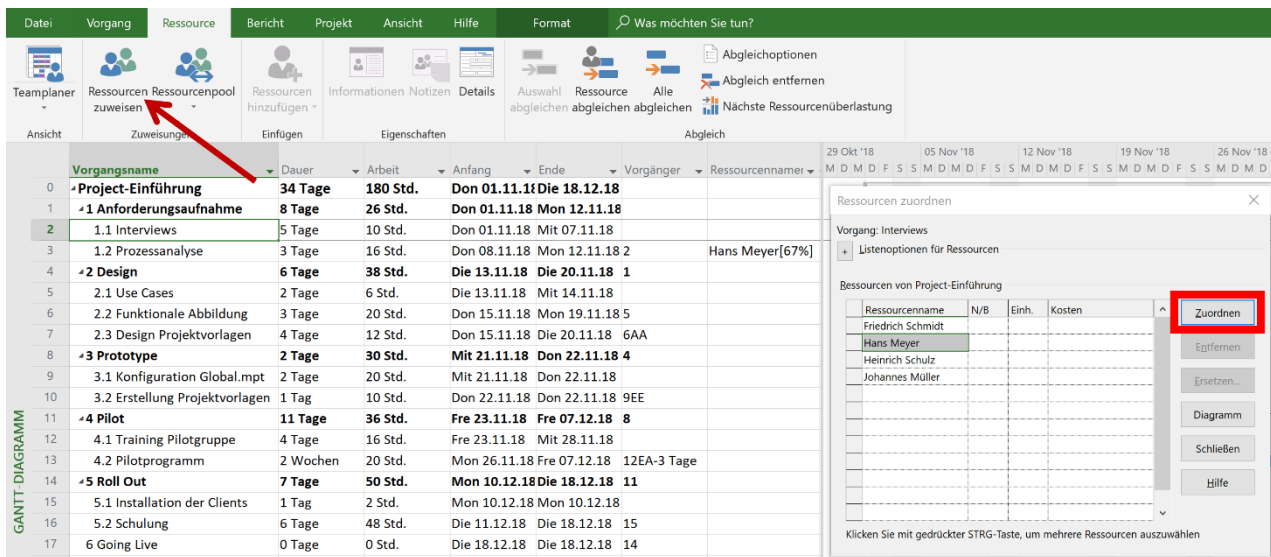 Datei Vorgang Ressource Bericht Projekt Ansicht Hilfe Format Was möchten Sie tun?
Teamplaner
Ressourcen zuweisen
Ressourcenpool
Ressourcen hinzufügen
Informationen Notizen Details
Auswahl abgleichen
Ressource abgleichen
Alle abgleichen
Abgleichoptionen
Abgleich entfernen
Nächste Ressourcenüberlastung
Ansicht Zuweisungen Einfügen Eigenschaften Abgleich
29 Okt '18 05 Nov '18 12 Nov '18 19 Nov '18 26 Nov '18
Vorgangsname Dauer Arbeit Anfang Ende Vorgänger Ressourcennamen M D M D F S S M D M D F S S M D M D F S S M D M D F S S M D M D
0 Project-Einführung 34 Tage 180 Std. Don 01.11.18 Die 18.12.18
1 1 Anforderungsaufnahme 8 Tage 26 Std. Don 01.11.18 Mon 12.11.18
2 1.1 Interviews 5 Tage 10 Std. Don 01.11.18 Mit 07.11.18
3 1.2 Prozessanalyse 3 Tage 16 Std. Don 08.11.18 Mon 12.11.18 2 Hans Meyer[67%]
4 2 Design 6 Tage 38 Std. Die 13.11.18 Die 20.11.18 1
5 2.1 Use Cases 2 Tage 6 Std. Die 13.11.18 Mit 14.11.18
6 2.2 Funktionale Abbildung 3 Tage 20 Std. Don 15.11.18 Mon 19.11.18 5
7 2.3 Design Projektvorlagen 4 Tage 12 Std. Don 15.11.18 Die 20.11.18 6AA
8 3 Prototype 2 Tage 30 Std. Mit 21.11.18 Don 22.11.18 4
9 3.1 Konfiguration Global.mpt 2 Tage 20 Std. Mit 21.11.18 Don 22.11.18
10 3.2 Erstellung Projektvorlagen 1 Tag 10 Std. Don 22.11.18 Don 22.11.18 9EE
11 4 Pilot 11 Tage 36 Std. Fre 23.11.18 Fre 07.12.18 8
12 4.1 Training Pilotgruppe 4 Tage 16 Std. Fre 23.11.18 Mit 28.11.18
13 4.2 Pilotprogramm 2 Wochen 20 Std. Mon 26.11.18 Fre 07.12.18 12EA-3 Tage
14 5 Roll Out 7 Tage 50 Std. Mon 10.12.18 Die 18.12.18 11
15 5.1 Installation der Clients 1 Tag 2 Std. Mon 10.12.18 Mon 10.12.18
16 5.2 Schulung 6 Tage 48 Std. Die 11.12.18 Die 18.12.18 15
17 6 Going Live 0 Tage 0 Std. Die 18.12.18 Die 18.12.18 14
GANTT-DIAGRAMM
Ressourcen zuordnen
Vorgang: Interviews
+ Listenoptionen für Ressourcen
Ressourcen von Project-Einführung
Ressourcenname N/B Einh. Kosten
Friedrich Schmidt
Hans Meyer
Heinrich Schulz
Johannes Müller
Zuordnen
Entfernen
Ersetzen...
Diagramm
Schließen
Hilfe
Klicken Sie mit gedrückter STRG-Taste, um mehrere Ressourcen auszuwählen